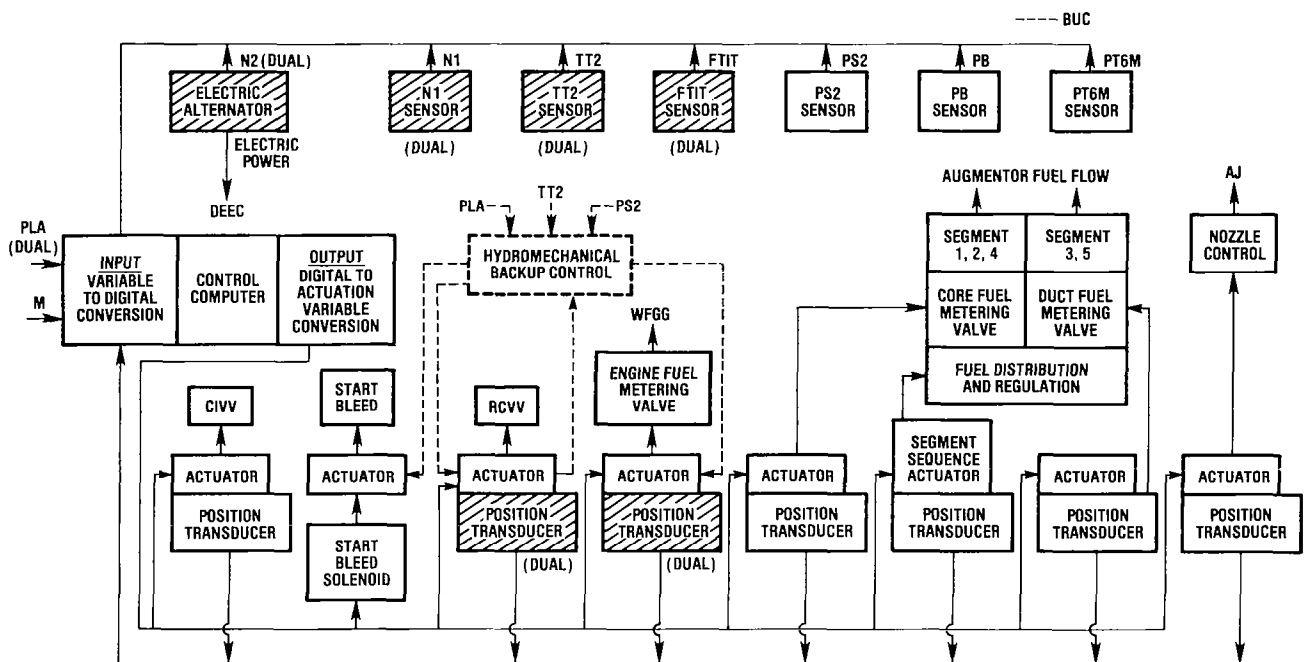 BUC
N2 (DUAL)
N1
TT2
FTIT
PS2
PB
PT6M
ELECTRIC
ALTERNATOR
N1
SENSOR
TT2
SENSOR
FTIT
SENSOR
PS2
SENSOR
PB
SENSOR
PT6M
SENSOR
(DUAL)
(DUAL)
(DUAL)
ELECTRIC
POWER
DEEC
PLA
(DUAL)
M
INPUT
VARIABLE
TO DIGITAL
CONVERSION
CONTROL
COMPUTER
OUTPUT
DIGITAL TO
ACTUATION
VARIABLE
CONVERSION
PLA
TT2
PS2
HYDROMECHANICAL
BACKUP CONTROL
AUGMENTOR FUEL FLOW
SEGMENT
1, 2, 4
SEGMENT
3, 5
CORE FUEL
METERING
VALVE
DUCT FUEL
METERING
VALVE
FUEL DISTRIBUTION
AND REGULATION
AJ
NOZZLE
CONTROL
WFGG
ENGINE FUEL
METERING
VALVE
CIVV
START
BLEED
RCVV
ACTUATOR
POSITION
TRANSDUCER
ACTUATOR
START
BLEED
SOLENOID
ACTUATOR
POSITION
TRANSDUCER
(DUAL)
ACTUATOR
POSITION
TRANSDUCER
(DUAL)
ACTUATOR
POSITION
TRANSDUCER
SEGMENT
SEQUENCE
ACTUATOR
POSITION
TRANSDUCER
ACTUATOR
POSITION
TRANSDUCER
ACTUATOR
POSITION
TRANSDUCER